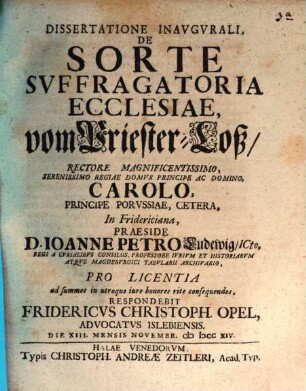 DISSERTATIONE INAVGVRALI,
DE
SORTE
SVFFRAGATORIA
ECCLESIAE,
vom Priester-Loß/
RECTORE MAGNIFICENTISSIMO,
SERENISSIMO REGIAE DOMVS PRINCIPE AC DOMINO,
CAROLO,
PRINCIPE PORVSSIAE, CETERA,
In Fridericiana,
PRAESIDE
D. IOANNE PETRO Ludewig/ ICto,
REGI A CVRIALIBVS CONSILIIS, PROFESSORE IVRIVM ET HISTORIARVM
ATQVE MAGDEBVRGICI TABVLARII ARCHIVARIO,
PRO LICENTIA
ad summos in utroque iure honores rite consequendos,
RESPONDEBIT
FRIDERICVS CHRISTOPH. OPEL,
ADVOCATVS ISLEBIENSIS.
DIE XIII. MENSIS NOVEMBR. cIɔ Iɔcc XIV.
HALAE VENEDORVM.
Typis CHRISTOPH. ANDREÆ ZEITLERI, Acad. Typ.